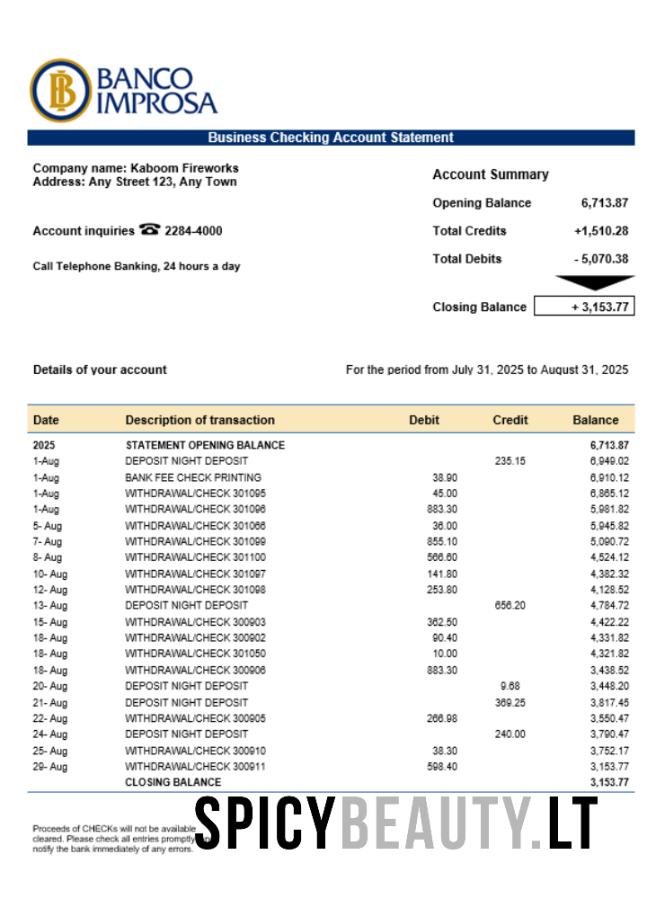 BANCO
IMPROSA
Business Checking Account Statement
Company name: Kaboom Fireworks
Address: Any Street 123, Any Town
Account inquiries ☎ 2284-4000
Call Telephone Banking, 24 hours a day
Account Summary
Opening Balance 6,713.87
Total Credits +1,510.28
Total Debits - 5,070.38
Closing Balance + 3,153.77
Details of your account For the period from July 31, 2025 to August 31, 2025
Date Description of transaction Debit Credit Balance
2025 STATEMENT OPENING BALANCE 6,713.87
1-Aug DEPOSIT NIGHT DEPOSIT 235.15 6,949.02
1-Aug BANK FEE CHECK PRINTING 38.90 6,910.12
1-Aug WITHDRAWAL/CHECK 301095 45.00 6,865.12
1-Aug WITHDRAWAL/CHECK 301096 883.30 5,981.82
5- Aug WITHDRAWAL/CHECK 301066 36.00 5,945.82
7- Aug WITHDRAWAL/CHECK 301099 855.10 5,090.72
8- Aug WITHDRAWAL/CHECK 301100 566.60 4,524.12
10- Aug WITHDRAWAL/CHECK 301097 141.80 4,382.32
12- Aug WITHDRAWAL/CHECK 301098 253.80 4,128.52
13- Aug DEPOSIT NIGHT DEPOSIT 656.20 4,784.72
15- Aug WITHDRAWAL/CHECK 300903 362.50 4,422.22
18- Aug WITHDRAWAL/CHECK 300902 90.40 4,331.82
18- Aug WITHDRAWAL/CHECK 301050 10.00 4,321.82
18- Aug WITHDRAWAL/CHECK 300906 883.30 3,438.52
20- Aug DEPOSIT NIGHT DEPOSIT 9.68 3,448.20
21- Aug DEPOSIT NIGHT DEPOSIT 369.25 3,817.45
22- Aug WITHDRAWAL/CHECK 300905 266.98 3,550.47
24- Aug DEPOSIT NIGHT DEPOSIT 240.00 3,790.47
25- Aug WITHDRAWAL/CHECK 300910 38.30 3,752.17
29- Aug WITHDRAWAL/CHECK 300911 598.40 3,153.77
CLOSING BALANCE 3,153.77
Proceeds of CHECKs will not be available
cleared. Please check all entries promptly
notify the bank immediately of any errors.
SPICYBEAUTY.LT